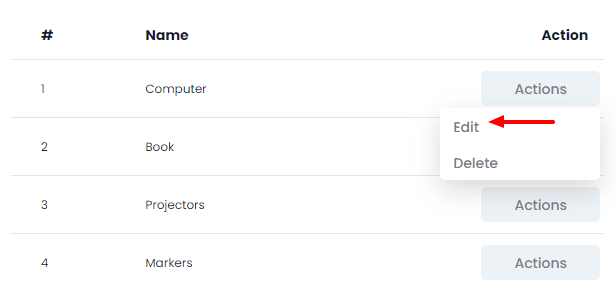 # Name Action
1 Computer Actions
Edit
2 Book
Delete
3 Projectors Actions
4 Markers Actions